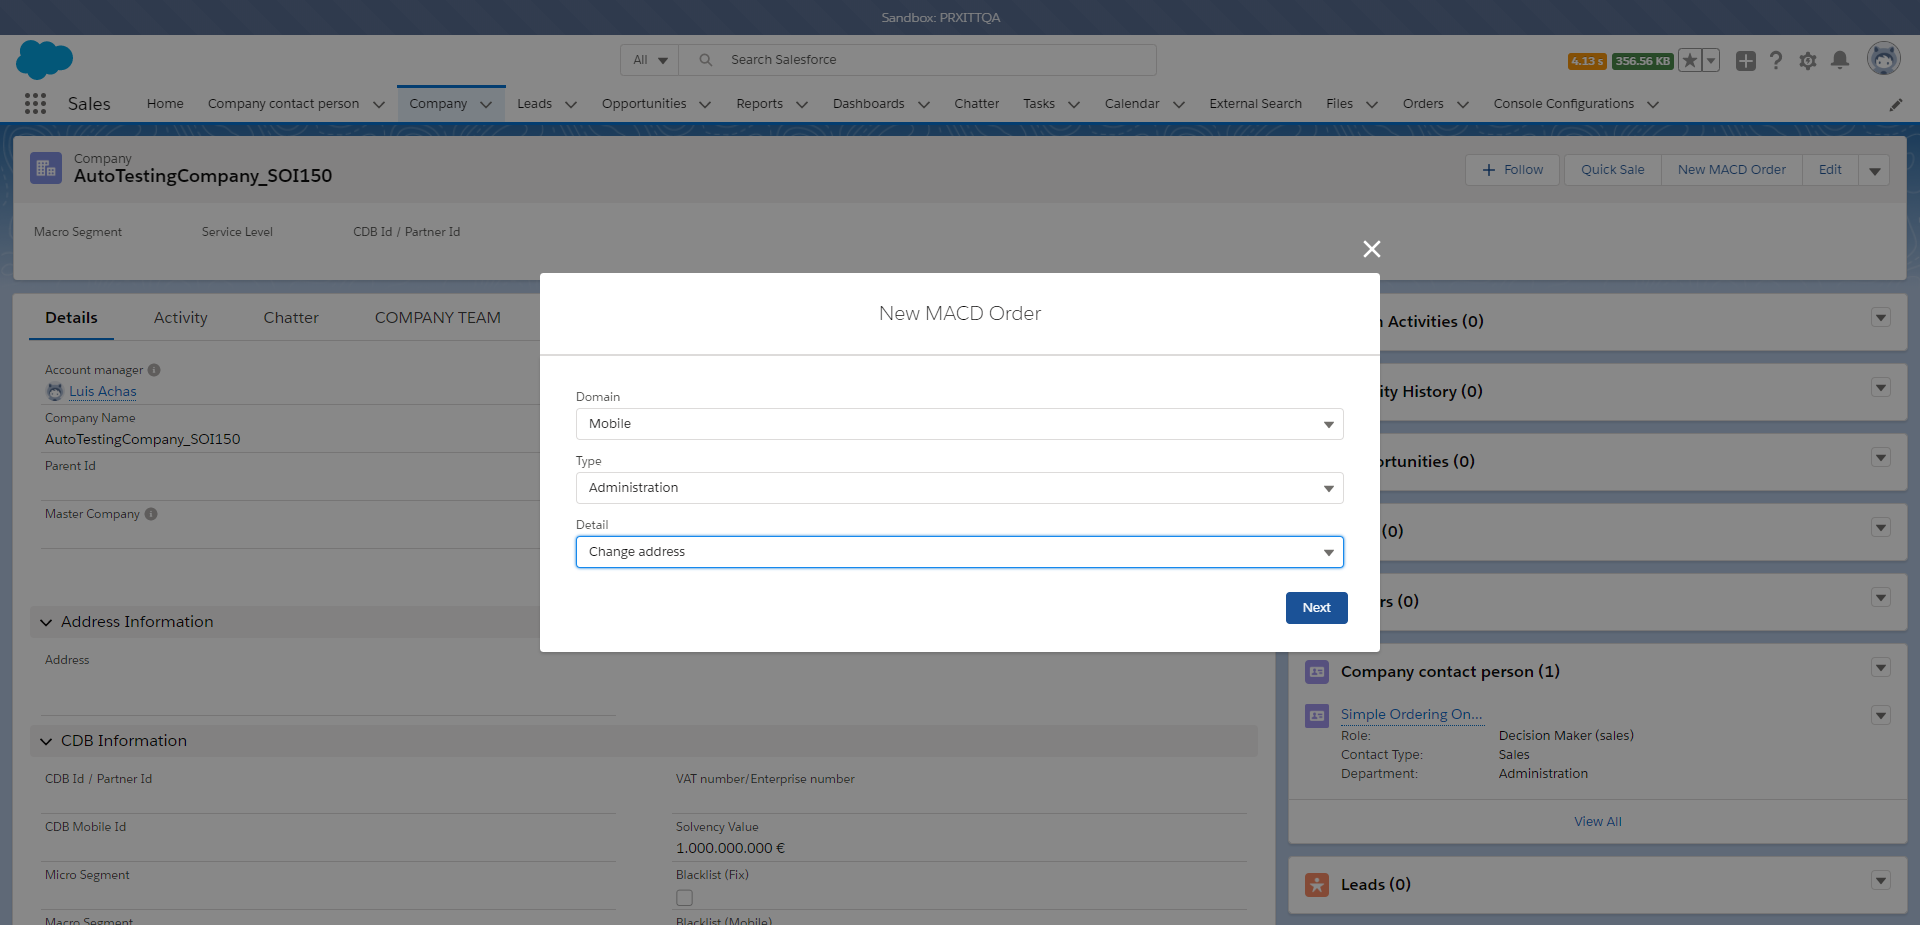 Sandbox: PRXITTQA
All
Search Salesforce
4.13 s
356.56 KB
Sales
Home
Company contact person
Company
Leads
Opportunities
Reports
Dashboards
Chatter
Tasks
Calendar
External Search
Files
Orders
Console Configurations
Company
AutoTestingCompany_SOI150
Follow
Quick Sale
New MACD Order
Edit
Macro Segment
Service Level
CDB Id / Partner Id
Details
Activity
Chatter
COMPANY TEAM
Account manager
Luis Achas
Company Name
AutoTestingCompany_SOI150
Parent Id
Master Company
Address Information
Address
CDB Information
CDB Id / Partner Id
VAT number/Enterprise number
CDB Mobile Id
Solvency Value
1.000.000.000 €
Micro Segment
Blacklist (Fix)
Macro Segment
Blacklist (Mobile)
New MACD Order
Domain
Mobile
Type
Administration
Detail
Change address
Next
Activities (0)
ity History (0)
ortunities (0)
(0)
rs (0)
Company contact person (1)
Simple Ordering On...
Role:
Decision Maker (sales)
Contact Type:
Sales
Department:
Administration
View All
Leads (0)